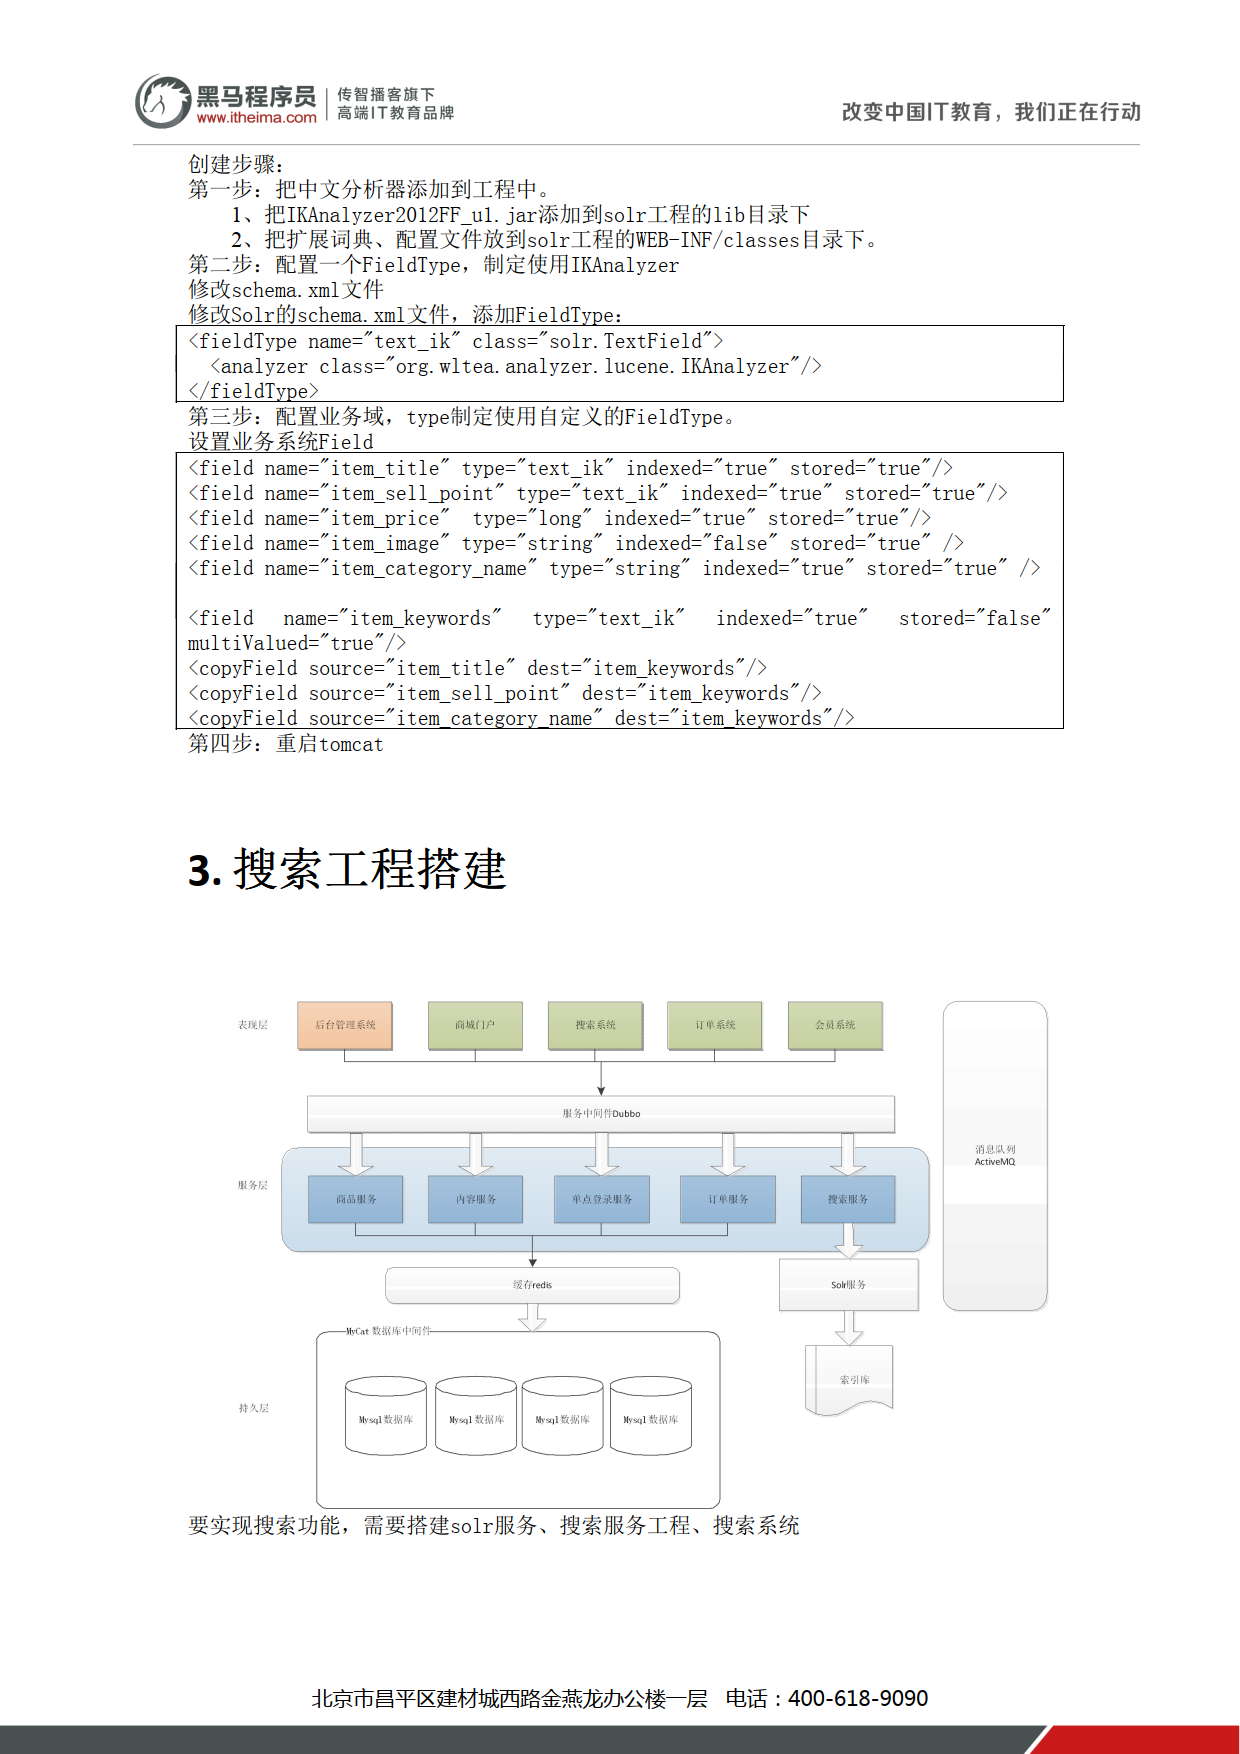 黑马程序员
www.itheima.com
传智播客旗下
高端IT教育品牌
改变中国IT教育，我们正在行动
创建步骤：
第一步：把中文分析器添加到工程中。
1、把IKAnalyzer2012FF_u1.jar添加到solr工程的lib目录下
2、把扩展词典、配置文件放到solr工程的WEB-INF/classes目录下。
第二步：配置一个FieldType，制定使用IKAnalyzer
修改schema.xml文件
修改Solr的schema.xml文件，添加FieldType：
<fieldType name="text_ik" class="solr.TextField">
<analyzer class="org.wltea.analyzer.lucene.IKAnalyzer"/>
</fieldType>
第三步：配置业务域，type制定使用自定义的FieldType。
设置业务系统Field
<field name="item_title" type="text_ik" indexed="true" stored="true"/>
<field name="item_sell_point" type="text_ik" indexed="true" stored="true"/>
<field name="item_price"  type="long" indexed="true" stored="true"/>
<field name="item_image" type="string" indexed="false" stored="true" />
<field name="item_category_name" type="string" indexed="true" stored="true" />
<field name="item_keywords" type="text_ik" indexed="true" stored="false"
multiValued="true"/>
<copyField source="item_title" dest="item_keywords"/>
<copyField source="item_sell_point" dest="item_keywords"/>
<copyField source="item_category_name" dest="item_keywords"/>
第四步：重启tomcat
3. 搜索工程搭建
表现层
后台管理系统
商城门户
搜索系统
订单系统
会员系统
服务中间件Dubbo
消息队列
ActiveMQ
服务层
商品服务
内容服务
单点登录服务
订单服务
搜索服务
缓存redis
Solr服务
MyCat 数据库中间件
索引库
持久层
Mysql数据库
Mysql数据库
Mysql数据库
Mysql数据库
要实现搜索功能，需要搭建solr服务、搜索服务工程、搜索系统
北京市昌平区建材城西路金燕龙办公楼一层 电话：400-618-9090